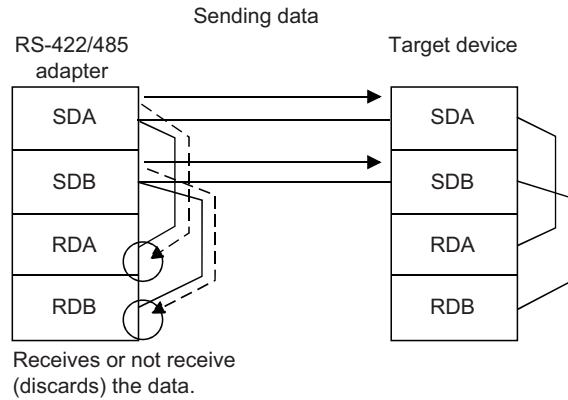 Sending data
RS-422/485
adapter
Target device
SDA
SDB
RDA
RDB
SDA
SDB
RDA
RDB
Receives or not receive
(discards) the data.